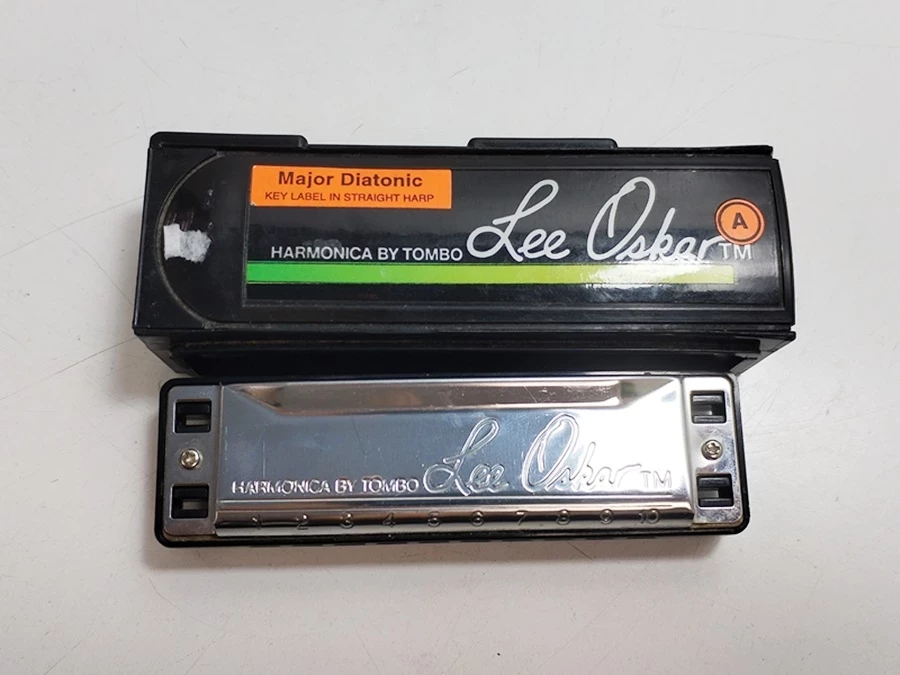 Major Diatonic
KEY LABEL IN STRAIGHT HARP
HARMONICA BY TOMBO Lee Oskar TM
A
HARMONICA BY TOMBO Lee Oskar TM
1 2 3 4 5 6 7 8 9 10